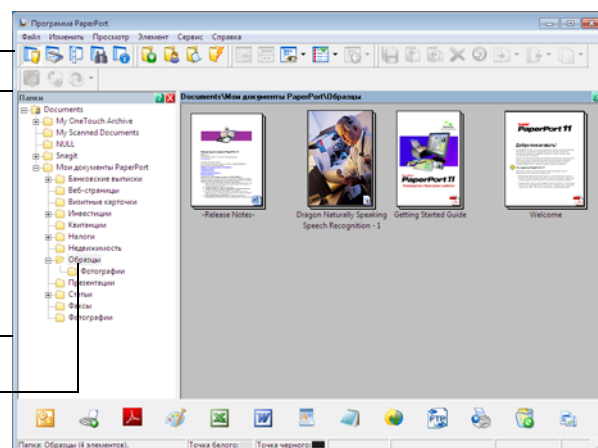 Программа PaperPort
Файл Изменить Просмотр Элемент Сервис Справка
Папки
Documents\Мои документы PaperPort\Образцы
Documents
My OneTouch Archive
My Scanned Documents
NULL
Snagit
Мои документы PaperPort
Банковские выписки
Веб-страницы
Визитные карточки
Инвестиции
Квитанции
Налоги
Недвижимость
Образцы
Фотографии
Презентации
Статьи
Факсы
Фотографии
PaperPort 11
PaperPort 11
Добро пожаловать!
-Release Notes-
Dragon Naturally Speaking
Speech Recognition - 1
Getting Started Guide
Welcome
FTP
Папка: Образцы (4 элементов).
Точка белого:
Точка черного: